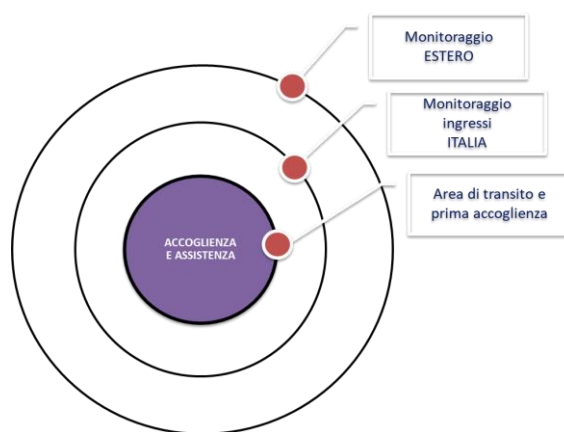 Monitoraggio
ESTERO
Monitoraggio
ingressi
ITALIA
Area di transito e
prima accoglienza
ACCOGLIENZA
E ASSISTENZA